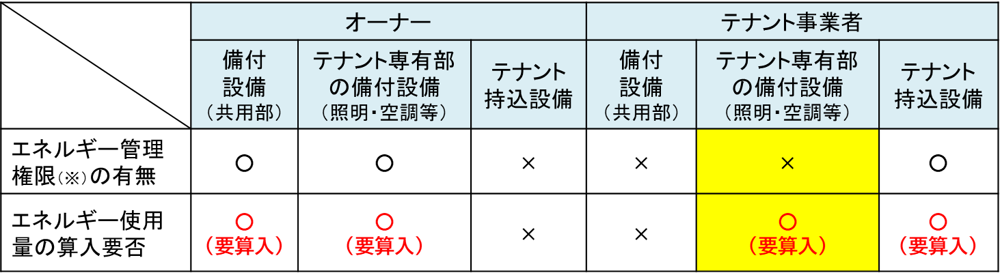 オーナー
テナント事業者
備付
設備
（共用部）
テナント専有部
の備付設備
（照明・空調等）
テナント
持込設備
備付
設備
（共用部）
テナント専有部
の備付設備
（照明・空調等）
テナント
持込設備
エネルギー管理
権限（※）の有無
○
○
×
×
×
○
エネルギー使用
量の算入要否
○
（要算入）
○
（要算入）
×
×
○
（要算入）
○
（要算入）